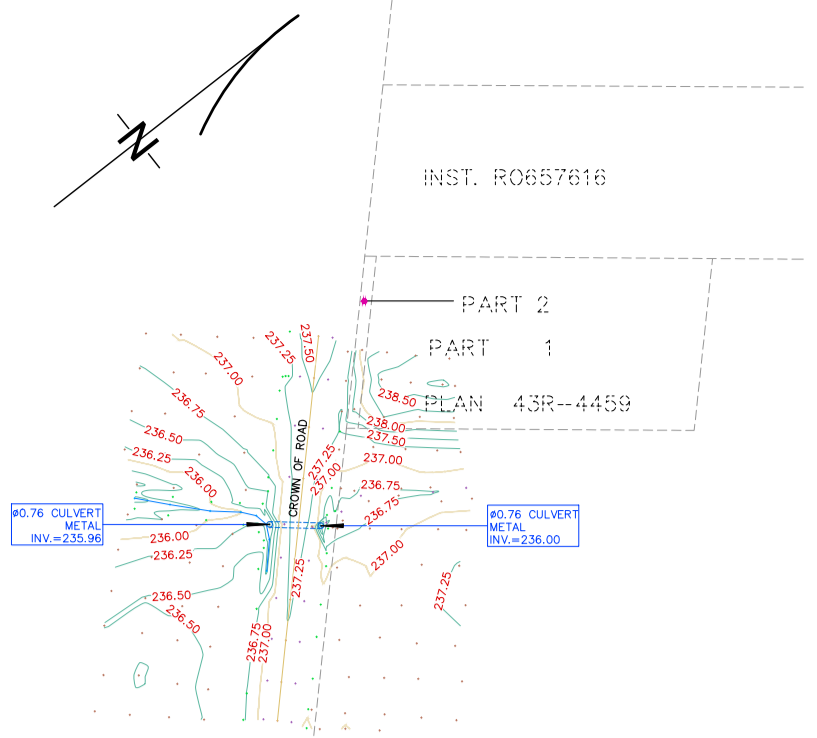 N
INST. RO657616
PART 2
PART 1
PLAN 43R--4459
237.50
237.25
237.00
236.75
238.50
238.00
237.50
236.50
236.25
236.00
CROWN OF ROAD
237.25
237.00
237.00
236.75
236.75
ø0.76 CULVERT
METAL
INV.=235.96
ø0.76 CULVERT
METAL
INV.=236.00
236.00
236.25
237.00
237.25
237.25
236.50
236.50
236.75
237.00